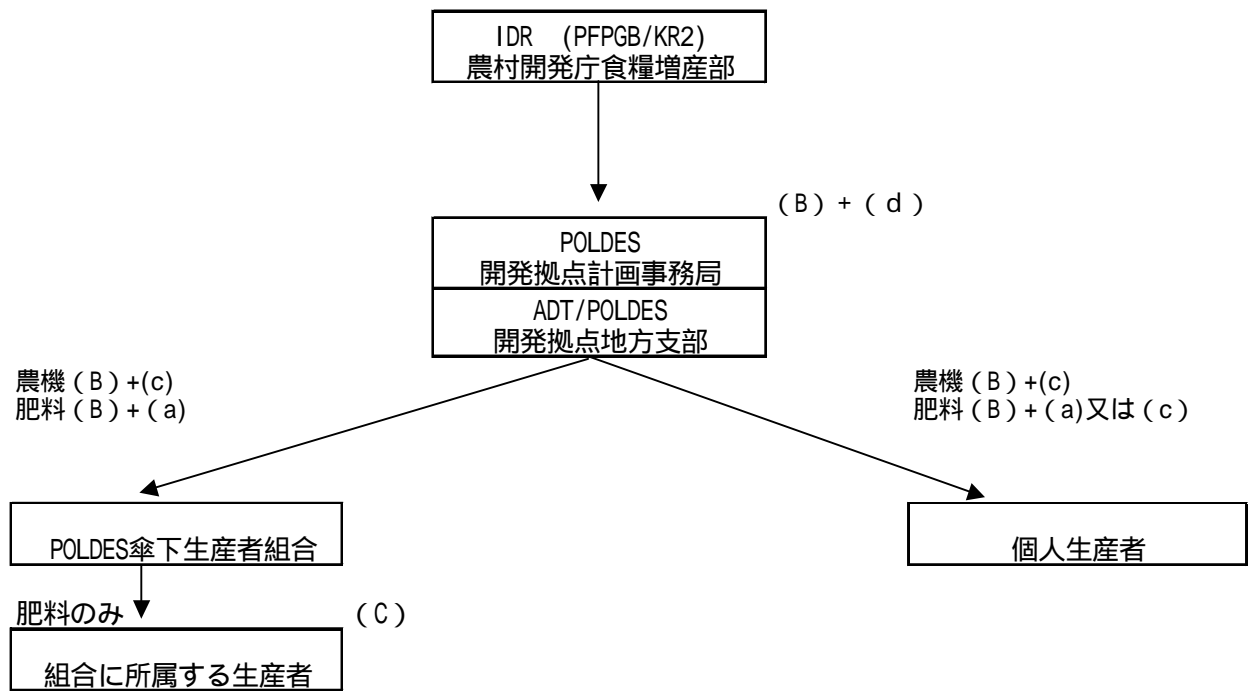 IDR (PFPGB/KR2)
農村開発庁食糧増産部
（B）+（d）
POLDES
開発拠点計画事務局
ADT/POLDES
開発拠点地方支部
農機（B）+(c)
肥料（B）+（a)
農機（B）+(c)
肥料（B）+（a)又は（c）
POLDES傘下生産者組合
個人生産者
肥料のみ
（C）
組合に所属する生産者